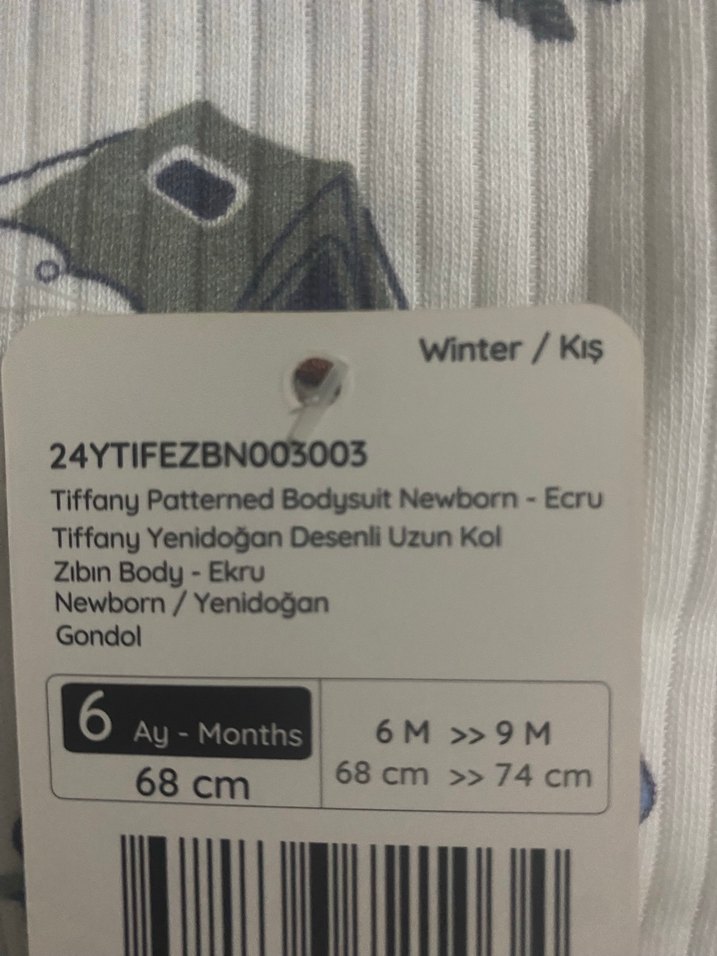 Winter / Kış
24YTIFEZBN003003
Tiffany Patterned Bodysuit Newborn - Ecru
Tiffany Yenidoğan Desenli Uzun Kol
Zıbın Body - Ekru
Newborn / Yenidoğan
Gondol
6 Ay - Months
68 cm
6 M >> 9 M
68 cm >> 74 cm